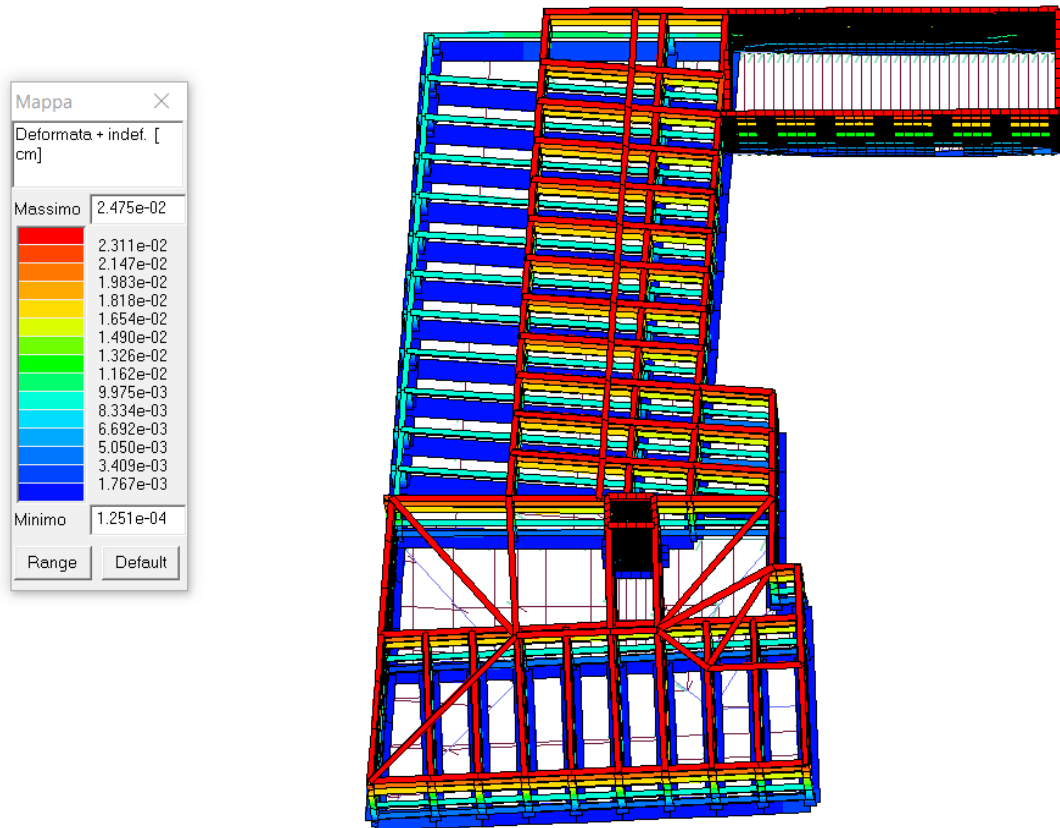 Mappa
Deformata + indef. [
cm]
Massimo 2.475e-02
2.311e-02
2.147e-02
1.983e-02
1.818e-02
1.654e-02
1.490e-02
1.326e-02
1.162e-02
9.975e-03
8.334e-03
6.692e-03
5.050e-03
3.409e-03
1.767e-03
Minimo 1.251e-04
Range Default